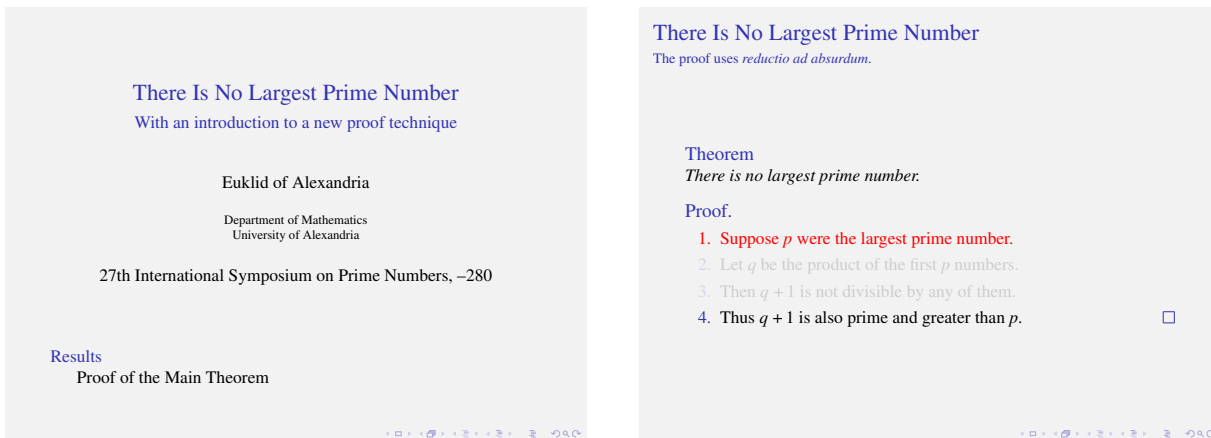 There Is No Largest Prime Number
With an introduction to a new proof technique
Euklid of Alexandria
Department of Mathematics
University of Alexandria
27th International Symposium on Prime Numbers, –280
Results
Proof of the Main Theorem
There Is No Largest Prime Number
The proof uses reductio ad absurdum.
Theorem
There is no largest prime number.
Proof.
1. Suppose p were the largest prime number.
2. Let q be the product of the first p numbers.
3. Then q + 1 is not divisible by any of them.
4. Thus q + 1 is also prime and greater than p.